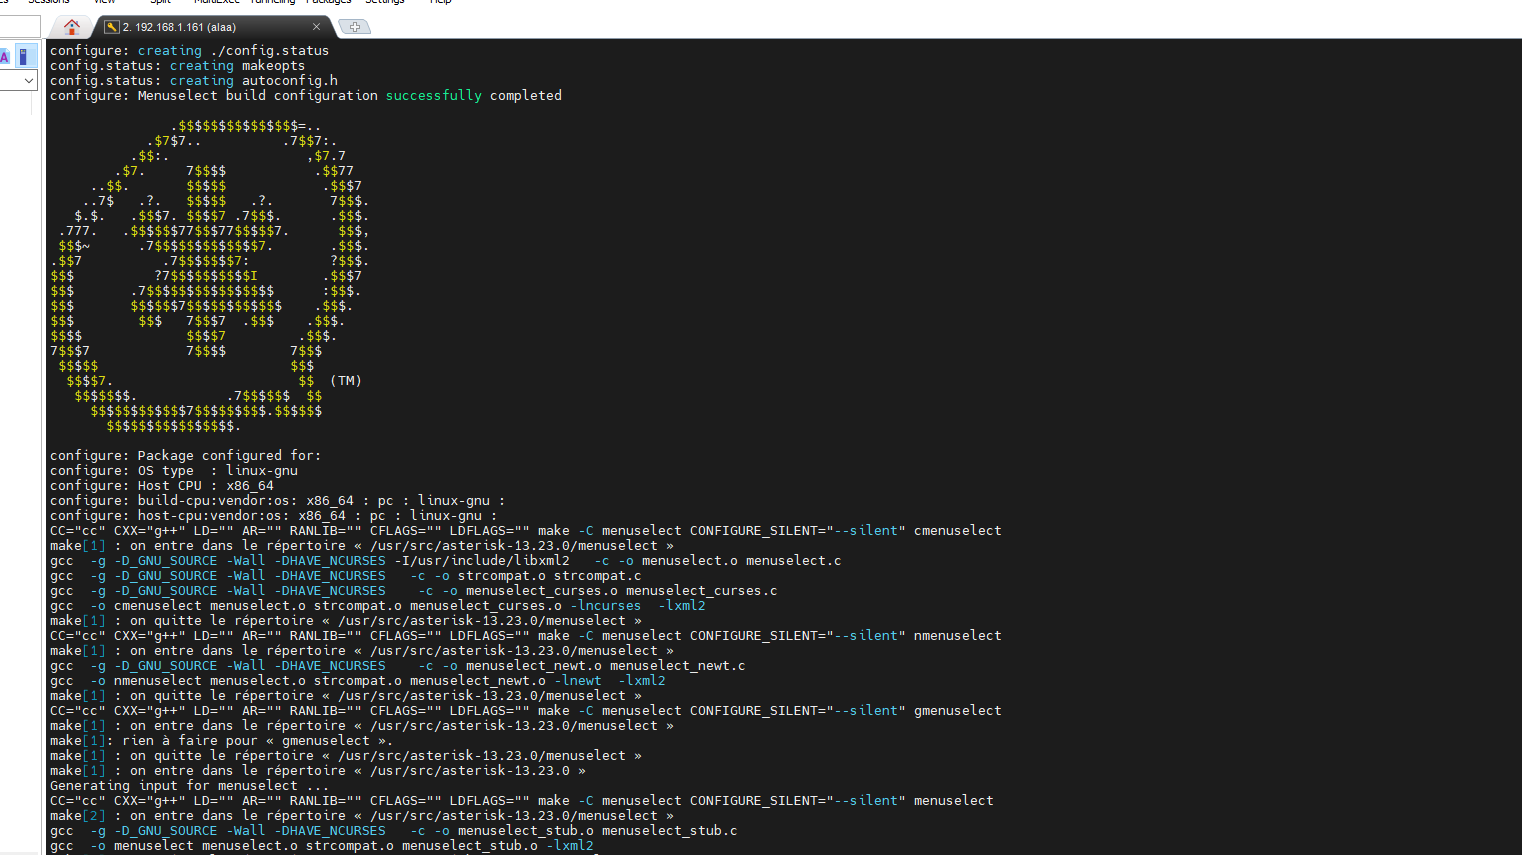 Sessions View Split MultiExec Tunneling Packages Settings Help
2. 192.168.1.161 (alaa)
configure: creating ./config.status
config.status: creating makeopts
config.status: creating autoconfig.h
configure: Menuselect build configuration successfully completed
               .$$$$$$$$$$$$$$$=..
            .$7$7..          .7$$7:.
          .$$:.                 ,$7.7
        .$7.     7$$$$           .$$77
     ..$$.       $$$$$            .$$$7
    ..7$   .?.   $$$$$   .?.       7$$$.
   $.$.   .$$$7. $$$$7 .7$$$.      .$$$.
 .777.   .$$$$$$77$$$77$$$$$7.      $$$,
 $$$~      .7$$$$$$$$$$$$$7.       .$$$.
.$$7          .7$$$$$$$7:          ?$$$.
$$$          ?7$$$$$$$$$$I        .$$$7
$$$       .7$$$$$$$$$$$$$$$$      :$$$.
$$$       $$$$$$7$$$$$$$$$$$$    .$$$.
$$$        $$$   7$$$7  .$$$    .$$$.
$$$$             $$$$7         .$$$.
7$$$7            7$$$$        7$$$
 $$$$$                        $$$
  $$$$7.                       $$  (TM)
   $$$$$$$.           .7$$$$$$  $$
     $$$$$$$$$$$$7$$$$$$$$$.$$$$$$
       $$$$$$$$$$$$$$$$.
configure: Package configured for:
configure: OS type  : linux-gnu
configure: Host CPU : x86_64
configure: build-cpu:vendor:os: x86_64 : pc : linux-gnu :
configure: host-cpu:vendor:os: x86_64 : pc : linux-gnu :
CC="cc" CXX="g++" LD="" AR="" RANLIB="" CFLAGS="" LDFLAGS="" make -C menuselect CONFIGURE_SILENT="--silent" cmenuselect
make[1] : on entre dans le répertoire « /usr/src/asterisk-13.23.0/menuselect »
gcc  -g -D_GNU_SOURCE -Wall -DHAVE_NCURSES -I/usr/include/libxml2   -c -o menuselect.o menuselect.c
gcc  -g -D_GNU_SOURCE -Wall -DHAVE_NCURSES   -c -o strcompat.o strcompat.c
gcc  -g -D_GNU_SOURCE -Wall -DHAVE_NCURSES    -c -o menuselect_curses.o menuselect_curses.c
gcc  -o cmenuselect menuselect.o strcompat.o menuselect_curses.o -lncurses  -lxml2
make[1] : on quitte le répertoire « /usr/src/asterisk-13.23.0/menuselect »
CC="cc" CXX="g++" LD="" AR="" RANLIB="" CFLAGS="" LDFLAGS="" make -C menuselect CONFIGURE_SILENT="--silent" nmenuselect
make[1] : on entre dans le répertoire « /usr/src/asterisk-13.23.0/menuselect »
gcc  -g -D_GNU_SOURCE -Wall -DHAVE_NCURSES    -c -o menuselect_newt.o menuselect_newt.c
gcc  -o nmenuselect menuselect.o strcompat.o menuselect_newt.o -lnewt  -lxml2
make[1] : on quitte le répertoire « /usr/src/asterisk-13.23.0/menuselect »
CC="cc" CXX="g++" LD="" AR="" RANLIB="" CFLAGS="" LDFLAGS="" make -C menuselect CONFIGURE_SILENT="--silent" gmenuselect
make[1] : on entre dans le répertoire « /usr/src/asterisk-13.23.0/menuselect »
make[1]: rien à faire pour « gmenuselect ».
make[1] : on quitte le répertoire « /usr/src/asterisk-13.23.0/menuselect »
make[1] : on entre dans le répertoire « /usr/src/asterisk-13.23.0 »
Generating input for menuselect ...
CC="cc" CXX="g++" LD="" AR="" RANLIB="" CFLAGS="" LDFLAGS="" make -C menuselect CONFIGURE_SILENT="--silent" menuselect
make[2] : on entre dans le répertoire « /usr/src/asterisk-13.23.0/menuselect »
gcc  -g -D_GNU_SOURCE -Wall -DHAVE_NCURSES   -c -o menuselect_stub.o menuselect_stub.c
gcc  -o menuselect menuselect.o strcompat.o menuselect_stub.o -lxml2